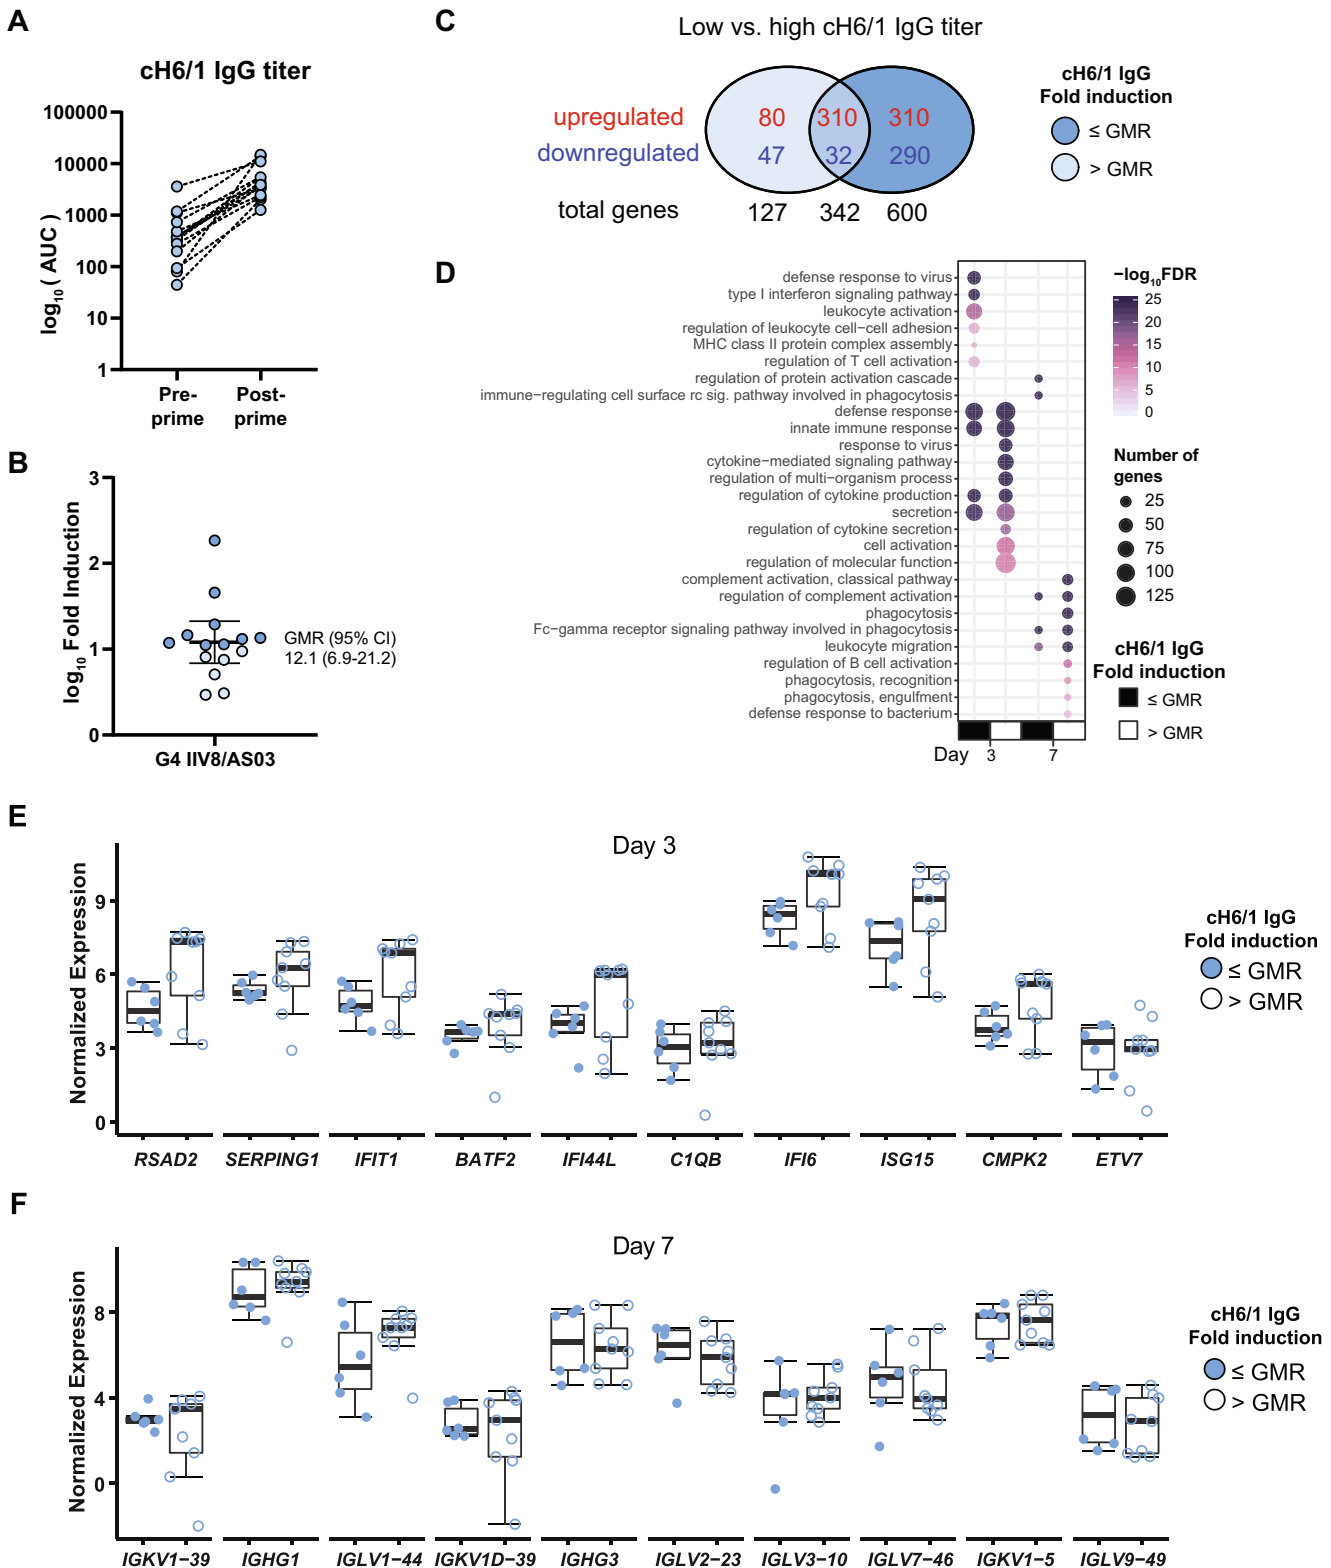 A
cH6/1 IgG titer
log10( AUC)
100000
10000
1000
100
10
1
Pre-
prime
Post-
prime
B
log10 Fold Induction
3
2
1
0
GMR (95% CI)
12.1 (6.9-21.2)
G4 IIV8/AS03
C
Low vs. high cH6/1 IgG titer
upregulated 80 310 310
downregulated 47 32 290
total genes 127 342 600
cH6/1 IgG
Fold induction
≤ GMR
> GMR
D
defense response to virus
type I interferon signaling pathway
leukocyte activation
regulation of leukocyte cell−cell adhesion
MHC class II protein complex assembly
regulation of T cell activation
regulation of protein activation cascade
immune−regulating cell surface rc sig. pathway involved in phagocytosis
defense response
innate immune response
response to virus
cytokine−mediated signaling pathway
regulation of multi−organism process
regulation of cytokine production
secretion
regulation of cytokine secretion
cell activation
regulation of molecular function
complement activation, classical pathway
regulation of complement activation
phagocytosis
Fc−gamma receptor signaling pathway involved in phagocytosis
leukocyte migration
regulation of B cell activation
phagocytosis, recognition
phagocytosis, engulfment
defense response to bacterium
Day 3 7
−log10FDR
25
20
15
10
5
0
Number of
genes
25
50
75
100
125
cH6/1 IgG
Fold induction
≤ GMR
> GMR
E
Day 3
Normalized Expression
9
6
3
0
RSAD2 SERPING1 IFIT1 BATF2 IFI44L C1QB IFI6 ISG15 CMPK2 ETV7
cH6/1 IgG
Fold induction
≤ GMR
> GMR
F
Day 7
Normalized Expression
8
4
0
IGKV1−39 IGHG1 IGLV1−44 IGKV1D−39 IGHG3 IGLV2−23 IGLV3−10 IGLV7−46 IGKV1−5 IGLV9−49
cH6/1 IgG
Fold induction
≤ GMR
> GMR